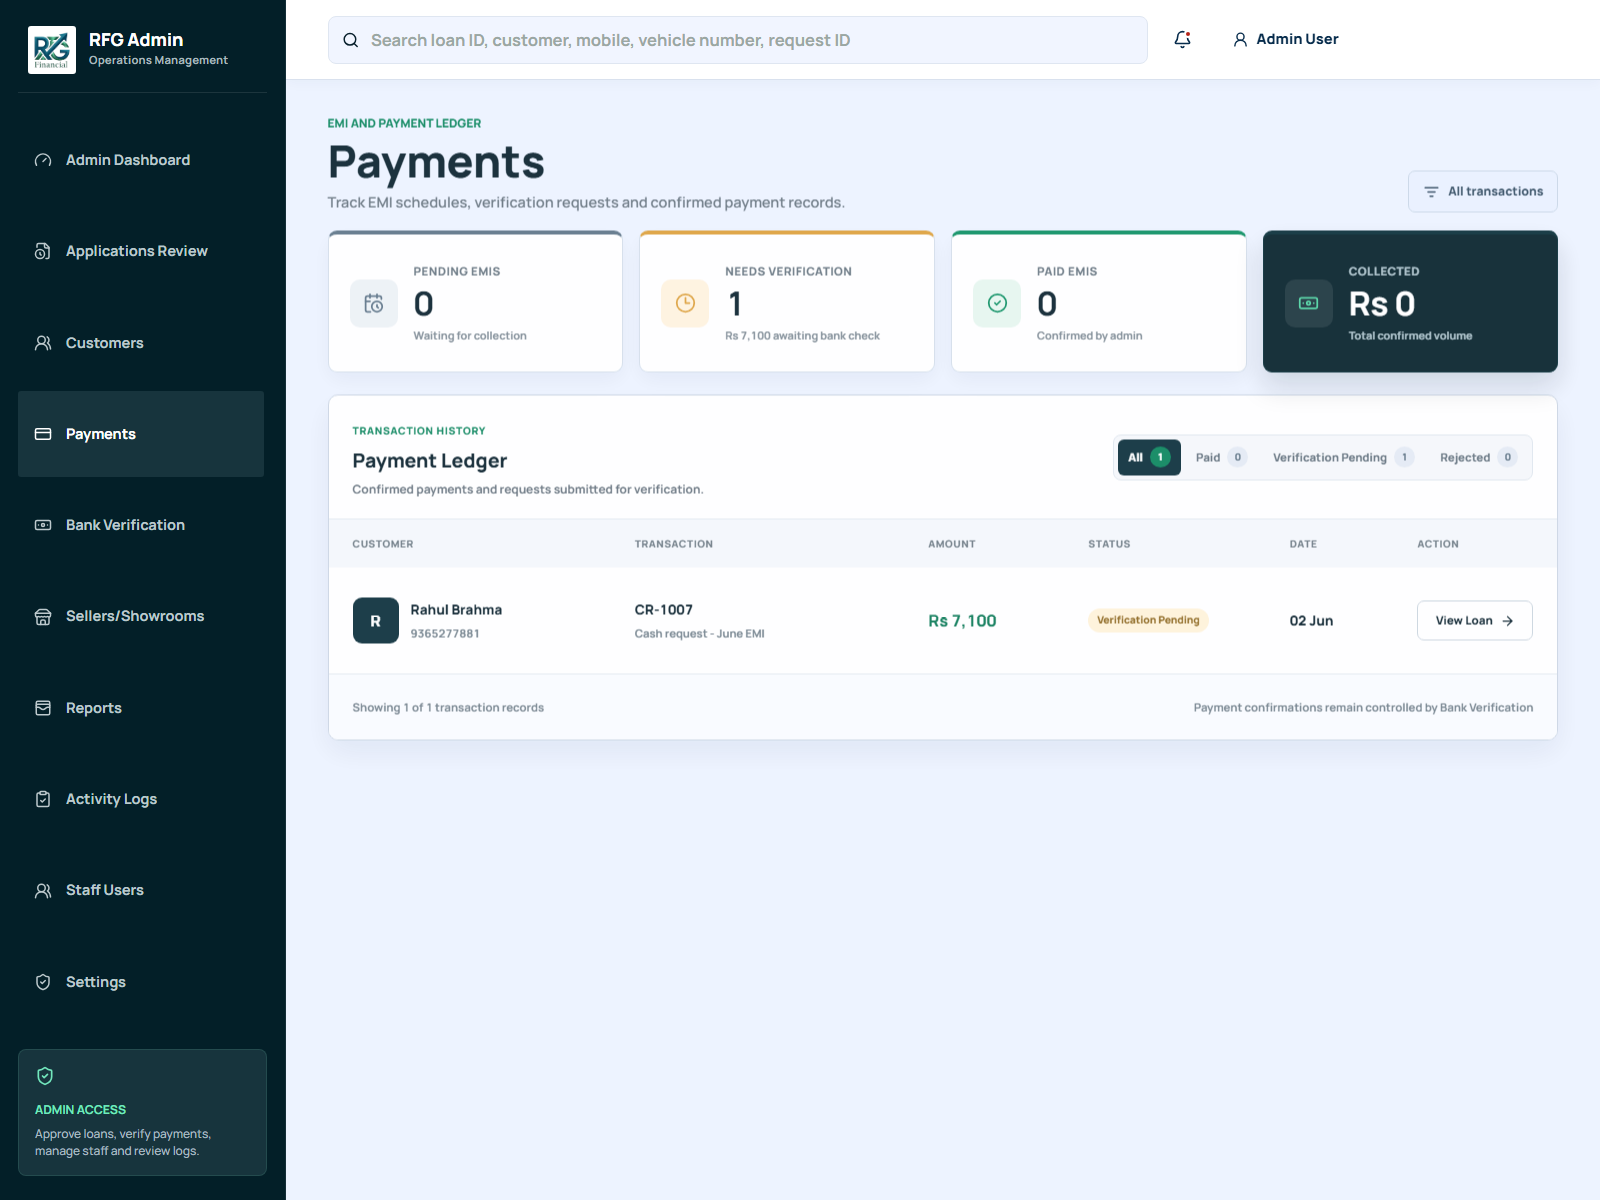 RFG
Financial
RFG Admin
Operations Management
Search loan ID, customer, mobile, vehicle number, request ID
Admin User
Admin Dashboard
Applications Review
Customers
Payments
Bank Verification
Sellers/Showrooms
Reports
Activity Logs
Staff Users
Settings
ADMIN ACCESS
Approve loans, verify payments,
manage staff and review logs.
EMI AND PAYMENT LEDGER
Payments
Track EMI schedules, verification requests and confirmed payment records.
All transactions
PENDING EMIS
0
Waiting for collection
NEEDS VERIFICATION
1
Rs 7,100 awaiting bank check
PAID EMIS
0
Confirmed by admin
COLLECTED
Rs 0
Total confirmed volume
TRANSACTION HISTORY
Payment Ledger
Confirmed payments and requests submitted for verification.
All 1 Paid 0 Verification Pending 1 Rejected 0
CUSTOMER TRANSACTION AMOUNT STATUS DATE ACTION
R
Rahul Brahma
9365277881
CR-1007
Cash request - June EMI
Rs 7,100
Verification Pending
02 Jun
View Loan
Showing 1 of 1 transaction records
Payment confirmations remain controlled by Bank Verification